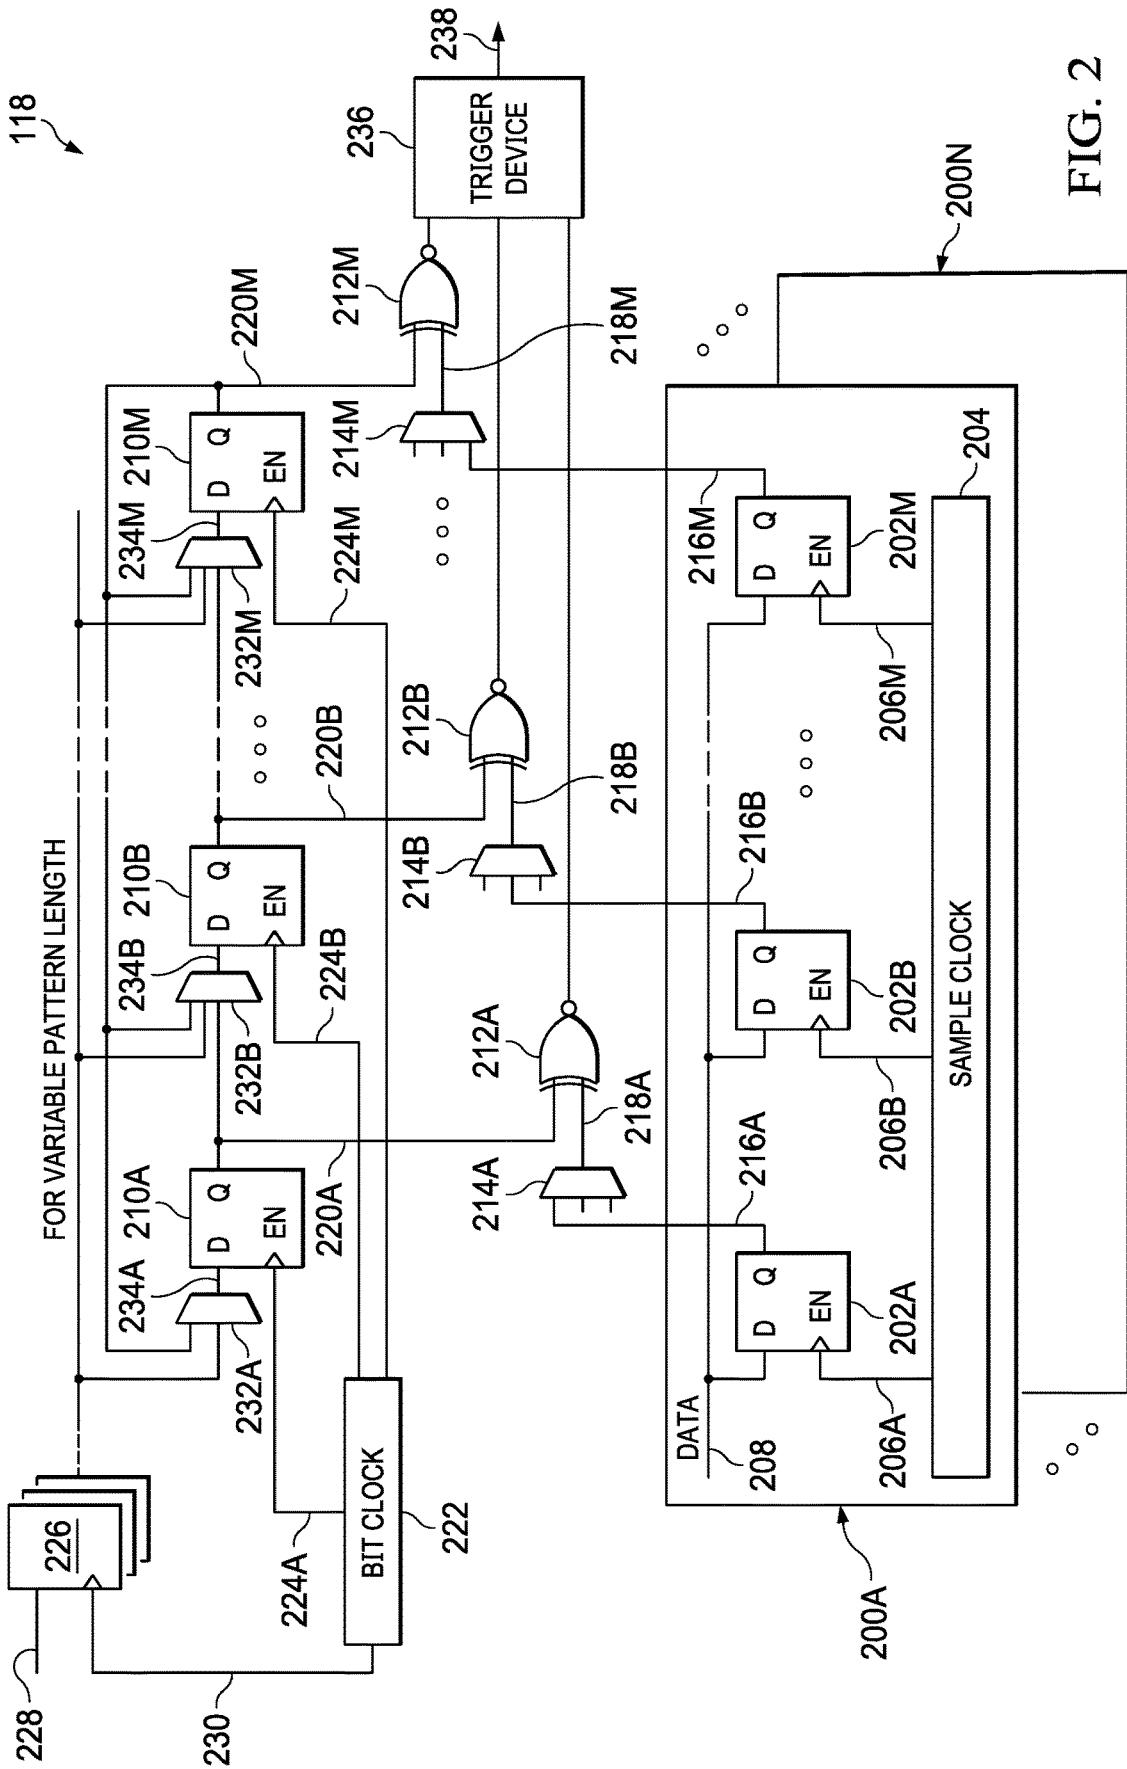 118
FOR VARIABLE PATTERN LENGTH
226
228
230
232A
234A
D
Q
EN
210A
220A
224A
BIT CLOCK
222
232B
234B
D
Q
EN
210B
220B
224B
232M
234M
D
Q
EN
210M
220M
224M
214A
218A
212A
214B
218B
212B
214M
218M
212M
TRIGGER
DEVICE
236
238
216A
216B
216M
DATA
208
D
Q
EN
202A
206A
D
Q
EN
202B
206B
D
Q
EN
202M
206M
SAMPLE CLOCK
204
200A
200N
FIG. 2